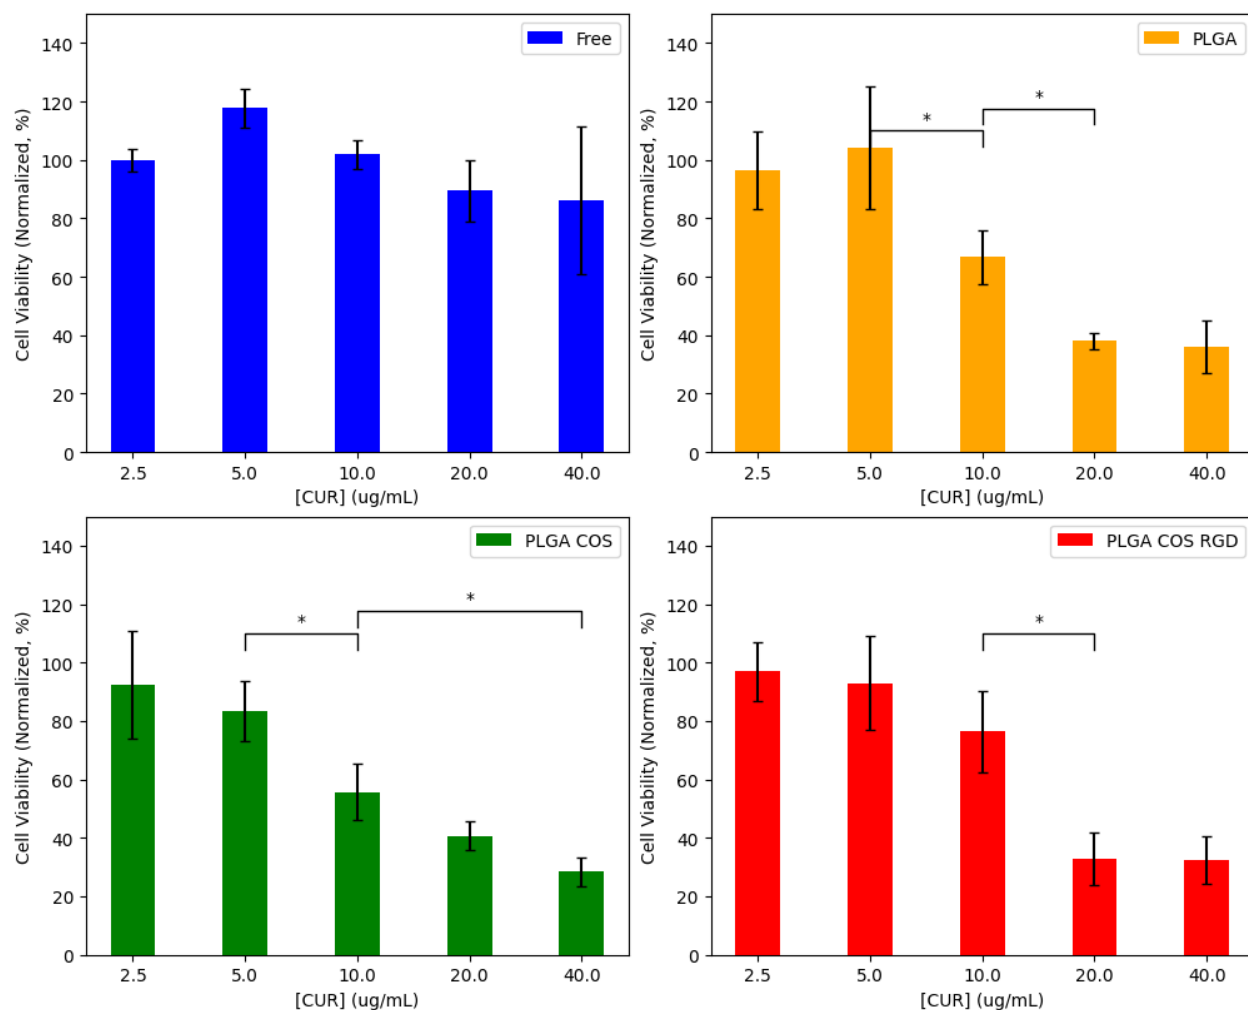 Free
Cell Viability (Normalized, %)
140
120
100
80
60
40
20
0
2.5 5.0 10.0 20.0 40.0
[CUR] (ug/mL)
PLGA
Cell Viability (Normalized, %)
140
120
100
80
60
40
20
0
* *
2.5 5.0 10.0 20.0 40.0
[CUR] (ug/mL)
PLGA COS
Cell Viability (Normalized, %)
140
120
100
80
60
40
20
0
* *
2.5 5.0 10.0 20.0 40.0
[CUR] (ug/mL)
PLGA COS RGD
Cell Viability (Normalized, %)
140
120
100
80
60
40
20
0
*
2.5 5.0 10.0 20.0 40.0
[CUR] (ug/mL)